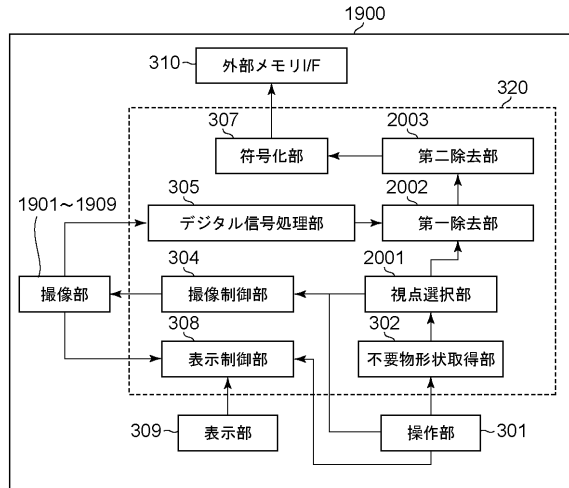 1900
310
外部メモリI/F
320
307
符号化部
2003
第二除去部
1901～1909
305
デジタル信号処理部
2002
第一除去部
304
撮像部
撮像制御部
2001
視点選択部
308
表示制御部
302
不要物形状取得部
309
表示部
操作部
301